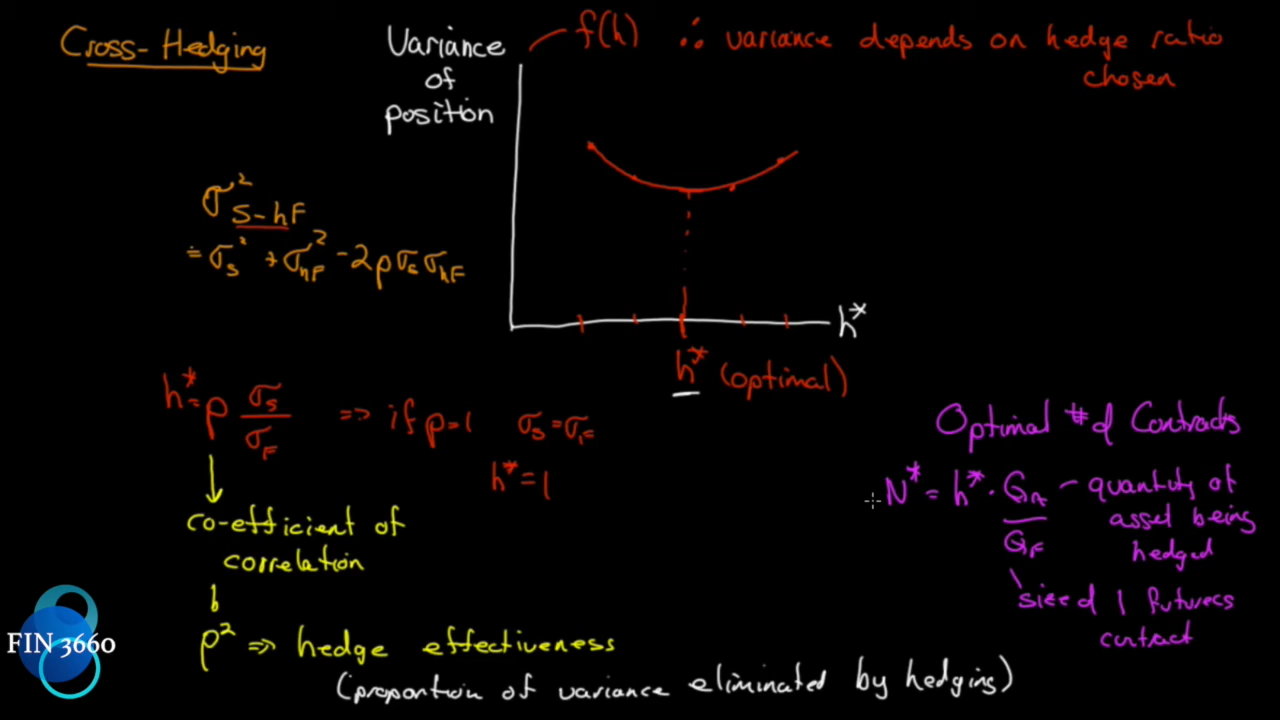 Cross-Hedging
Variance
of
position
f(h) ∴ variance depends on hedge ratio
chosen
σ²S-hF
= σS² + σhF² - 2ρσSσhF
h*
h* (optimal)
h* = ρ σS/σF => if ρ=1 σS=σF
h*=1
co-efficient of
correlation
ρ² => hedge effectiveness
(proportion of variance eliminated by hedging)
Optimal # of Contracts
N* = h* · QA/QF - quantity of
asset being
hedged
size of 1 futures
contract
FIN 3660